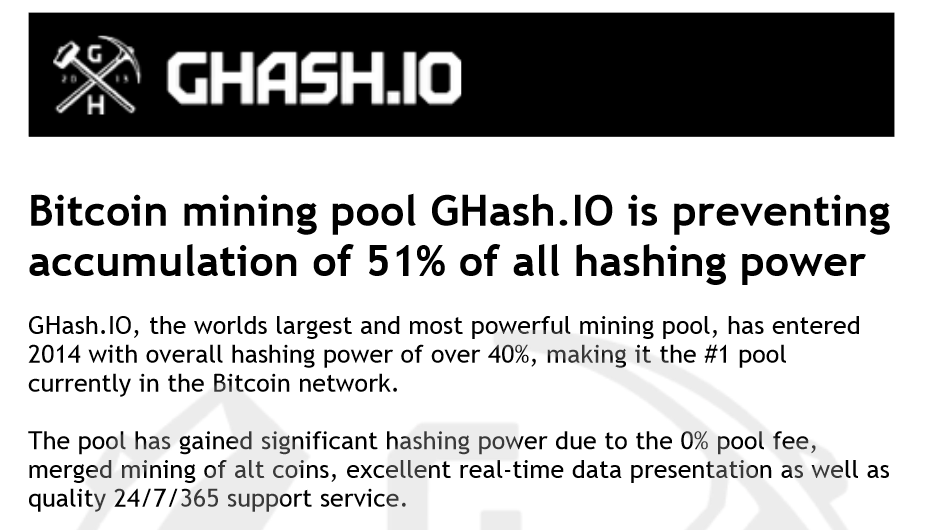 G
20 13
H
GHASH.IO
Bitcoin mining pool GHash.IO is preventing
accumulation of 51% of all hashing power
GHash.IO, the worlds largest and most powerful mining pool, has entered
2014 with overall hashing power of over 40%, making it the #1 pool
currently in the Bitcoin network.
The pool has gained significant hashing power due to the 0% pool fee,
merged mining of alt coins, excellent real-time data presentation as well as
quality 24/7/365 support service.
G